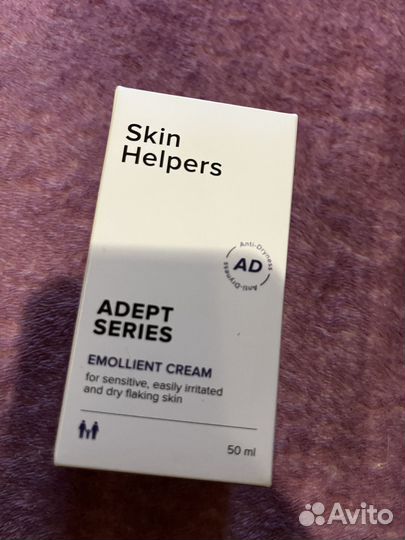 Skin
Helpers
Anti-Dryness
AD
Anti-Dryness
ADEPT
SERIES
EMOLLIENT CREAM
for sensitive, easily irritated
and dry flaking skin
50 ml
Avito